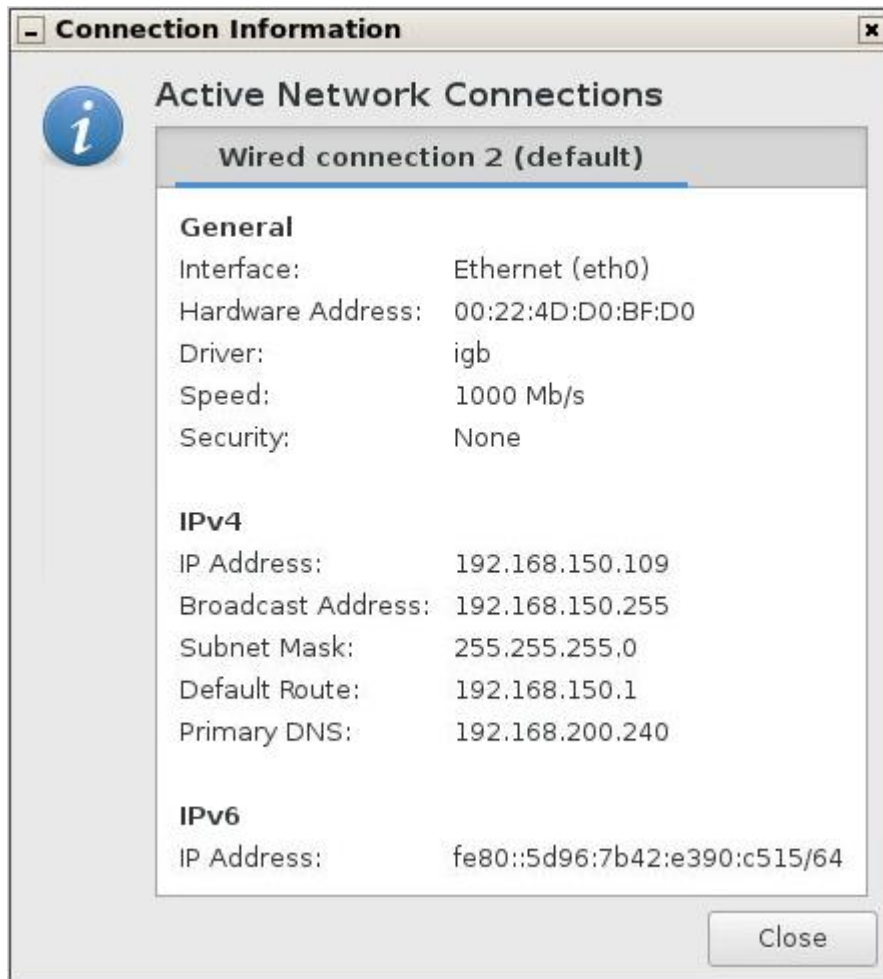 Connection Information
Active Network Connections
Wired connection 2 (default)
General
Interface: Ethernet (eth0)
Hardware Address: 00:22:4D:D0:BF:D0
Driver: igb
Speed: 1000 Mb/s
Security: None
IPv4
IP Address: 192.168.150.109
Broadcast Address: 192.168.150.255
Subnet Mask: 255.255.255.0
Default Route: 192.168.150.1
Primary DNS: 192.168.200.240
IPv6
IP Address: fe80::5d96:7b42:e390:c515/64
Close